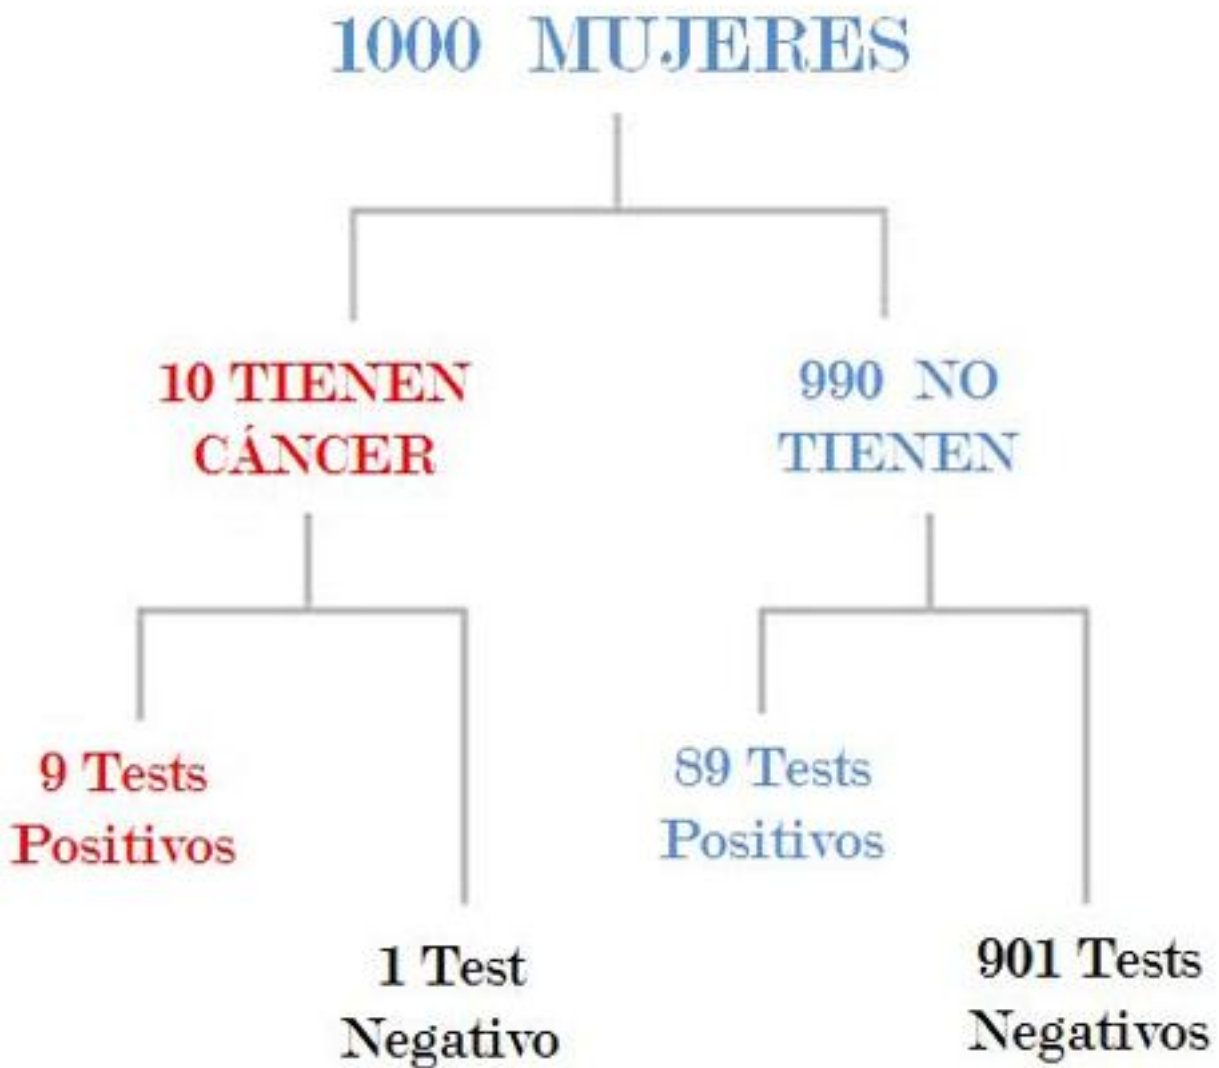 1000 MUJERES
10 TIENEN
CÁNCER
990 NO
TIENEN
9 Tests
Positivos
89 Tests
Positivos
1 Test
Negativo
901 Tests
Negativos